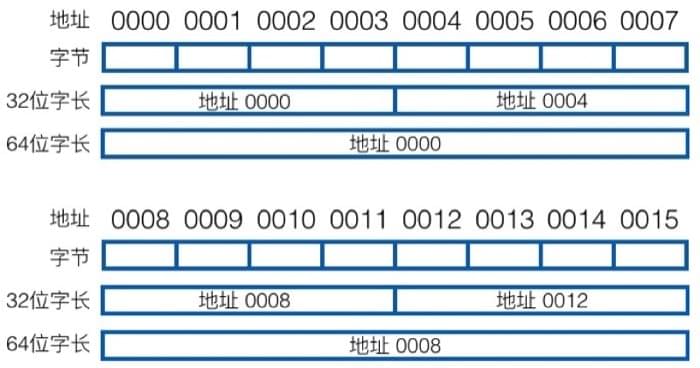 地址 0000 0001 0002 0003 0004 0005 0006 0007
字节
32位字长 地址 0000 地址 0004
64位字长 地址 0000
地址 0008 0009 0010 0011 0012 0013 0014 0015
字节
32位字长 地址 0008 地址 0012
64位字长 地址 0008